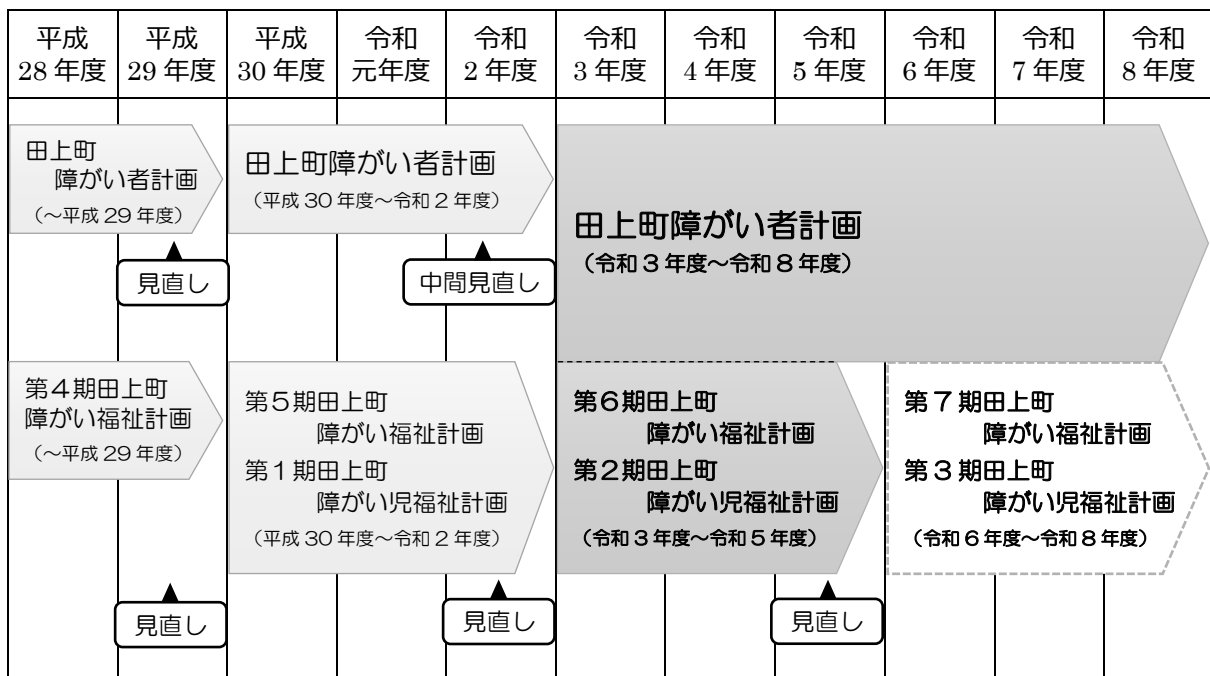 平成 平成 平成 令和 令和 令和 令和 令和 令和 令和 令和
28年度 29年度 30年度 元年度 2年度 3年度 4年度 5年度 6年度 7年度 8年度
田上町
障がい者計画
（～平成29年度）
田上町障がい者計画
（平成30年度～令和2年度）
田上町障がい者計画
（令和3年度～令和8年度）
見直し
中間見直し
第4期田上町
障がい福祉計画
（～平成29年度）
第5期田上町
障がい福祉計画
第1期田上町
障がい児福祉計画
（平成30年度～令和2年度）
第6期田上町
障がい福祉計画
第2期田上町
障がい児福祉計画
（令和3年度～令和5年度）
第7期田上町
障がい福祉計画
第3期田上町
障がい児福祉計画
（令和6年度～令和8年度）
見直し
見直し
見直し